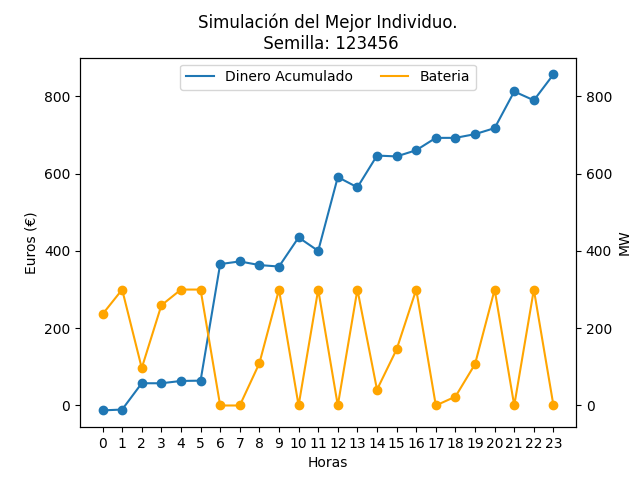 Simulación del Mejor Individuo.
Semilla: 123456
Dinero Acumulado
Bateria
800
600
400
200
0
Euros (€)
800
600
400
200
0
MW
0 1 2 3 4 5 6 7 8 9 10 11 12 13 14 15 16 17 18 19 20 21 22 23
Horas